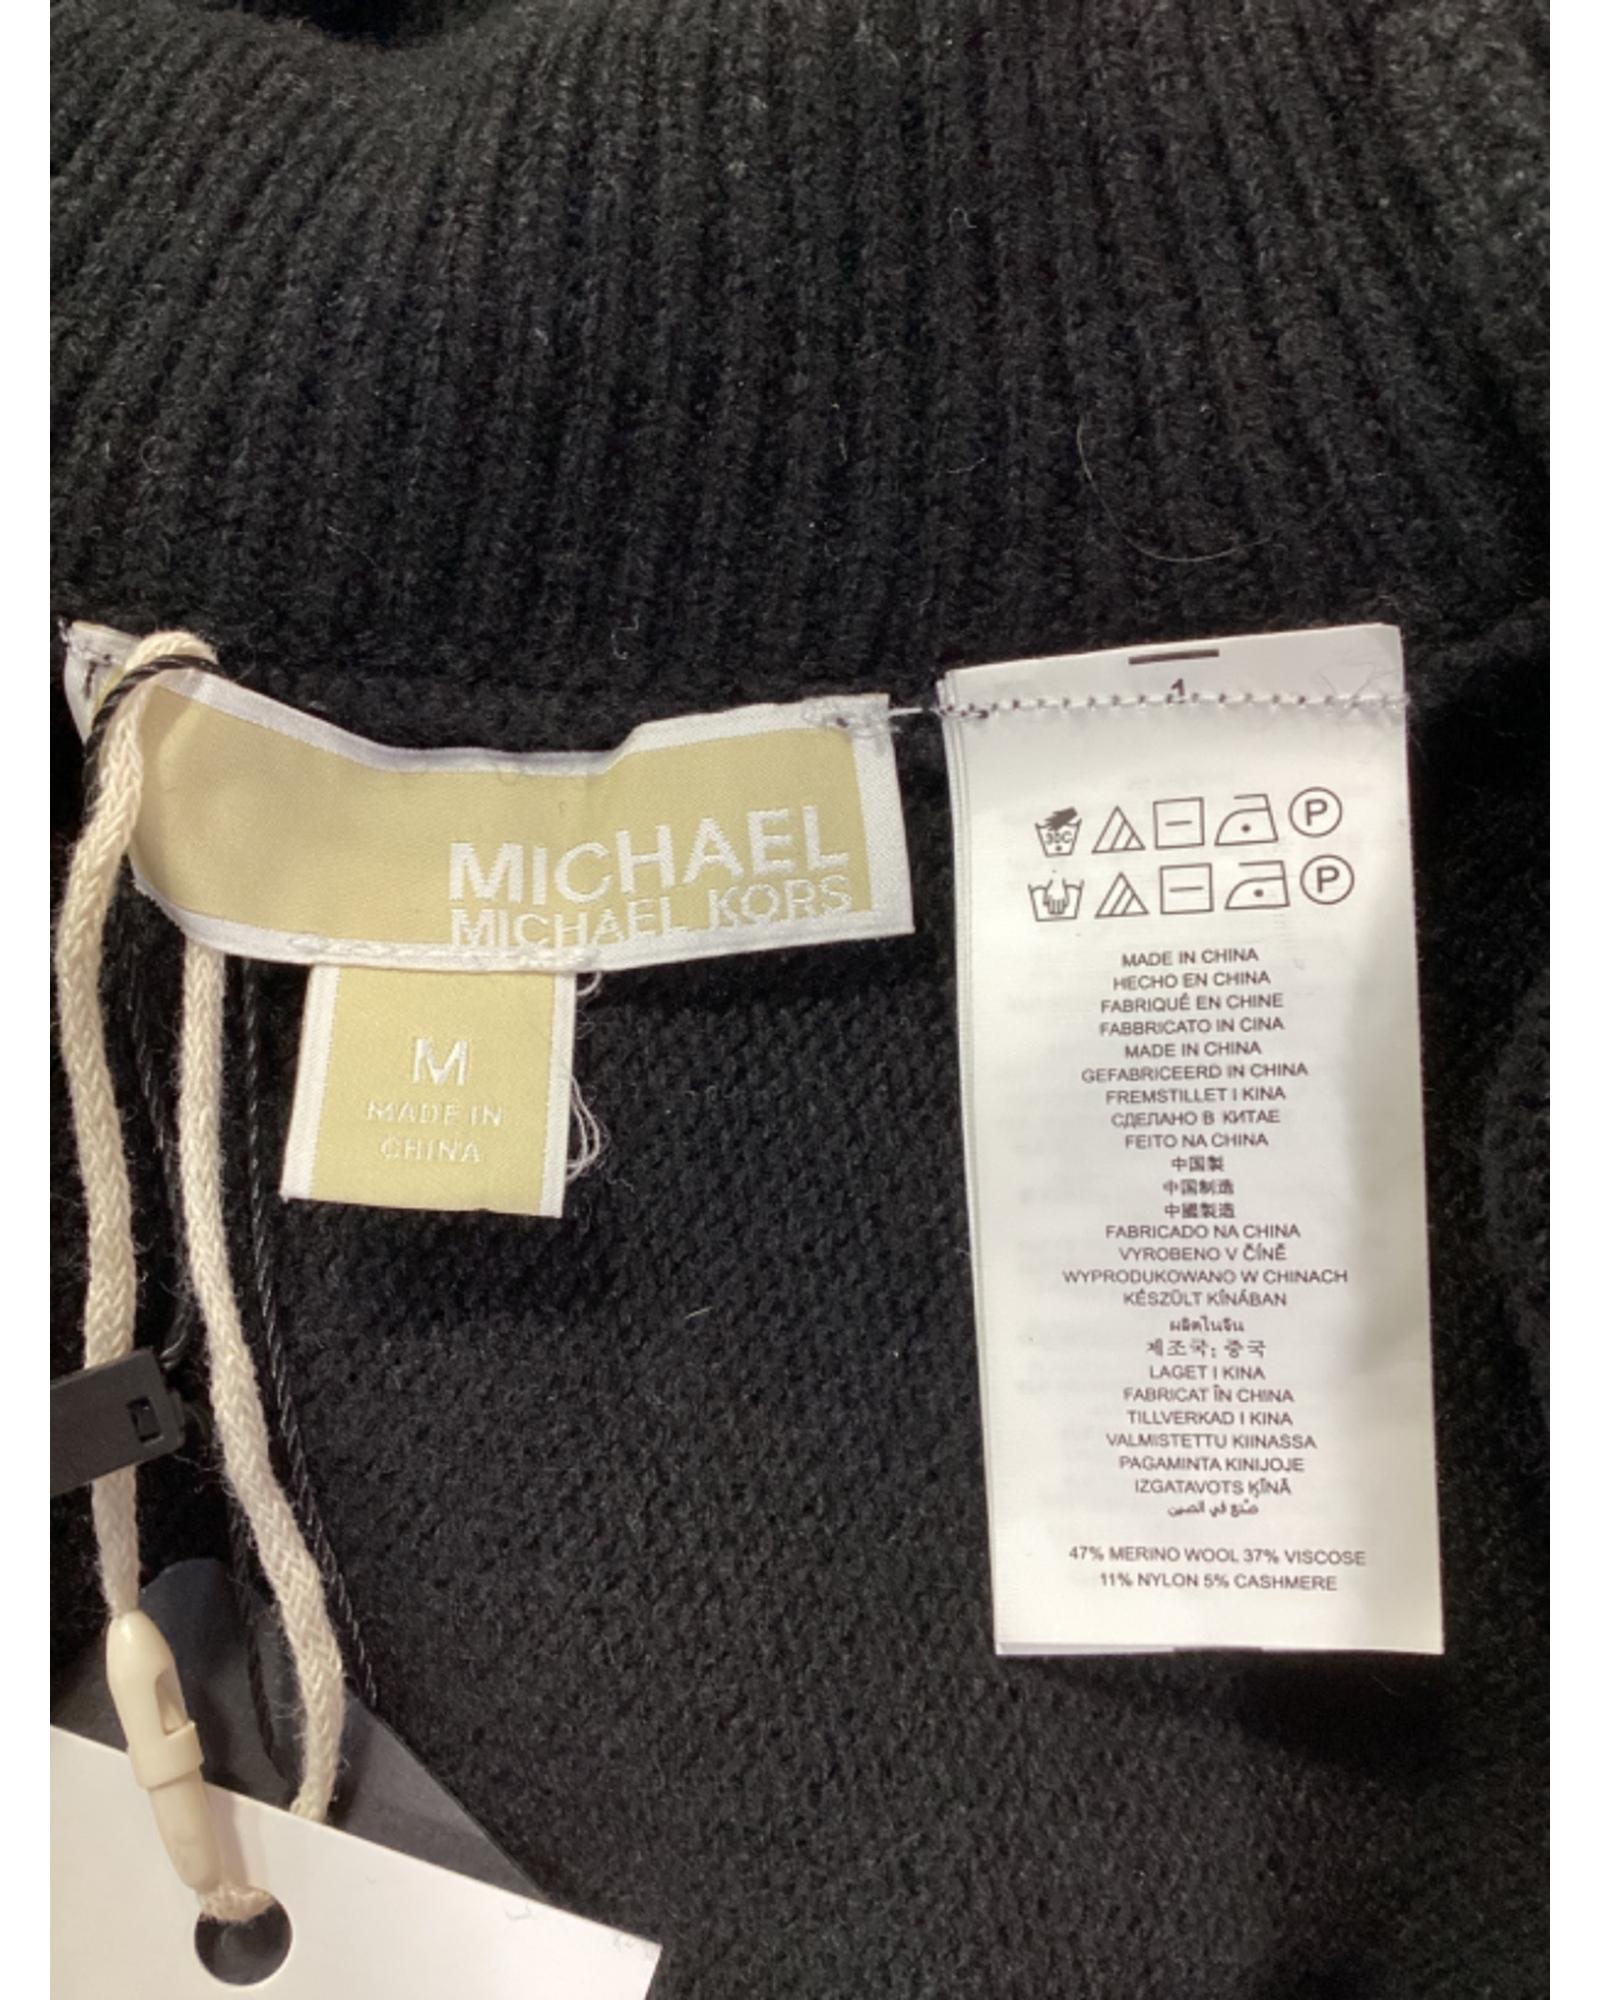 MICHAEL
MICHAEL KORS
M
MADE IN
CHINA
1
30C
P
P
MADE IN CHINA
HECHO EN CHINA
FABRIQUÉ EN CHINE
FABBRICATO IN CINA
MADE IN CHINA
GEFABRICEERD IN CHINA
FREMSTILLET I KINA
СДЕЛАНО В КИТАЕ
FEITO NA CHINA
中国製
中国制造
中國製造
FABRICADO NA CHINA
VYROBENO V ČÍNĚ
WYPRODUKOWANO W CHINACH
KÉSZÜLT KÍNÁBAN
ผลิตในจีน
제조국: 중국
LAGET I KINA
FABRICAT ÎN CHINA
TILLVERKAD I KINA
VALMISTETTU KIINASSA
PAGAMINTA KINIJOJE
IZGATAVOTS ĶĪNĀ
صُنع في الصين
47% MERINO WOOL 37% VISCOSE
11% NYLON 5% CASHMERE